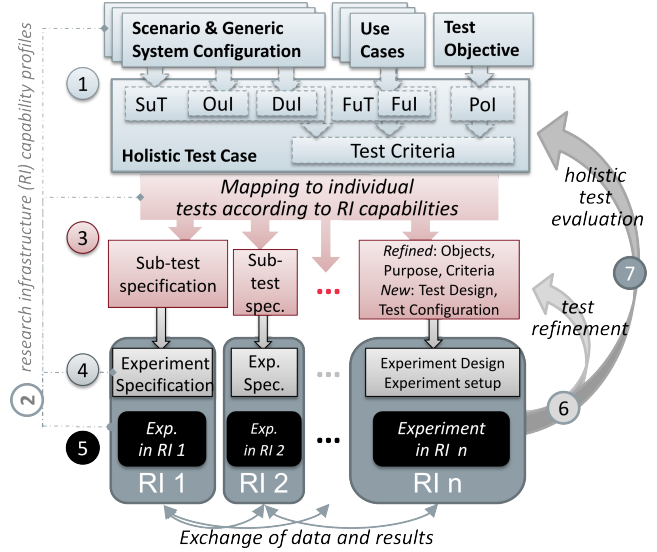 Scenario & Generic
System Configuration
Use
Cases
Test
Objective
1
SuT
OuI
DuI
FuT
FuI
PoI
Test Criteria
Holistic Test Case
Mapping to individual
tests according to RI capabilities
holistic
test
evaluation
3
Sub-test
specification
Sub-
test
spec.
...
Refined: Objects,
Purpose, Criteria
New: Test Design,
Test Configuration
7
test
refinement
research infrastructure (RI) capability profiles
2
4
Experiment
Specification
Exp.
Spec.
...
Experiment Design
Experiment setup
6
5
Exp.
in RI 1
Exp.
in RI 2
...
Experiment
in RI n
RI 1
RI 2
RI n
Exchange of data and results